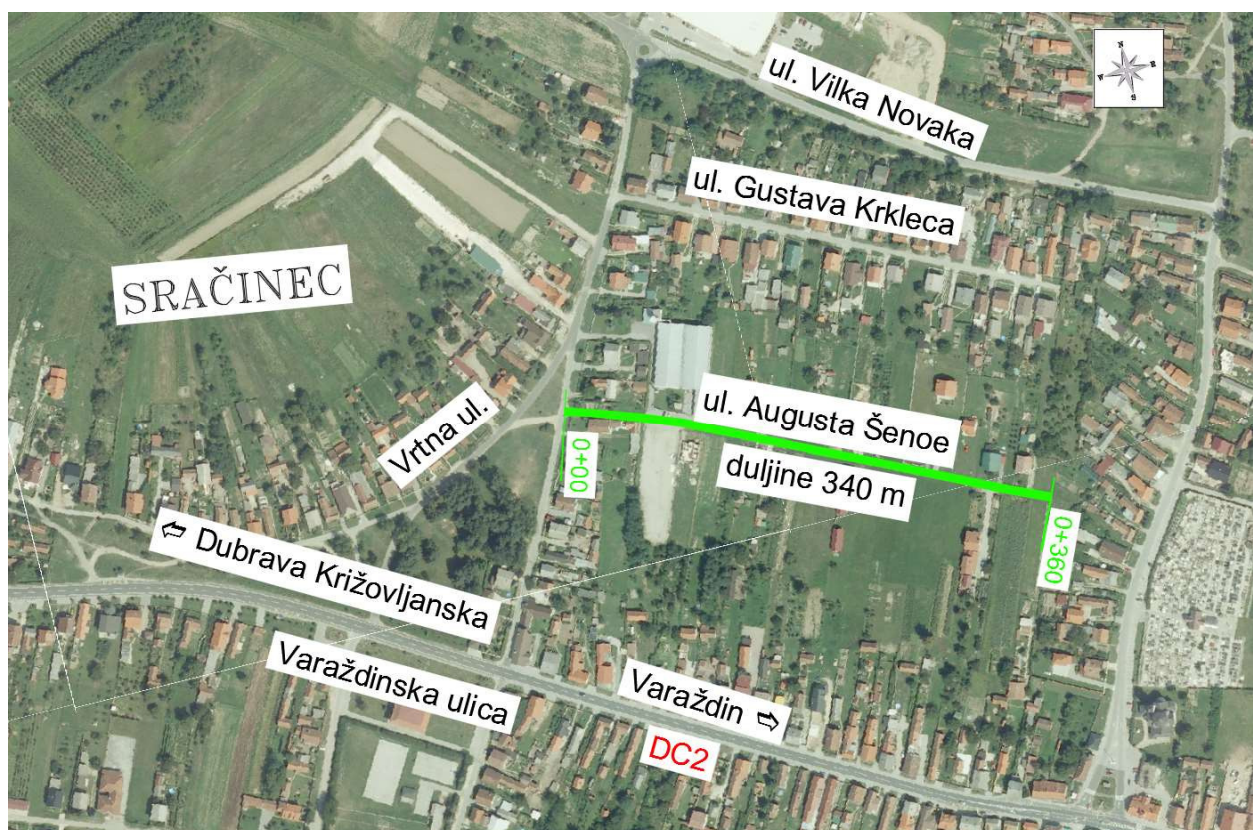 ul. Vilka Novaka
ul. Gustava Krkleca
SRAČINEC
ul. Augusta Šenoe
Vrtna ul.
0+00
duljine 340 m
0+360
⇦ Dubrava Križovljanska
Varaždinska ulica
Varaždin ⇨
DC2